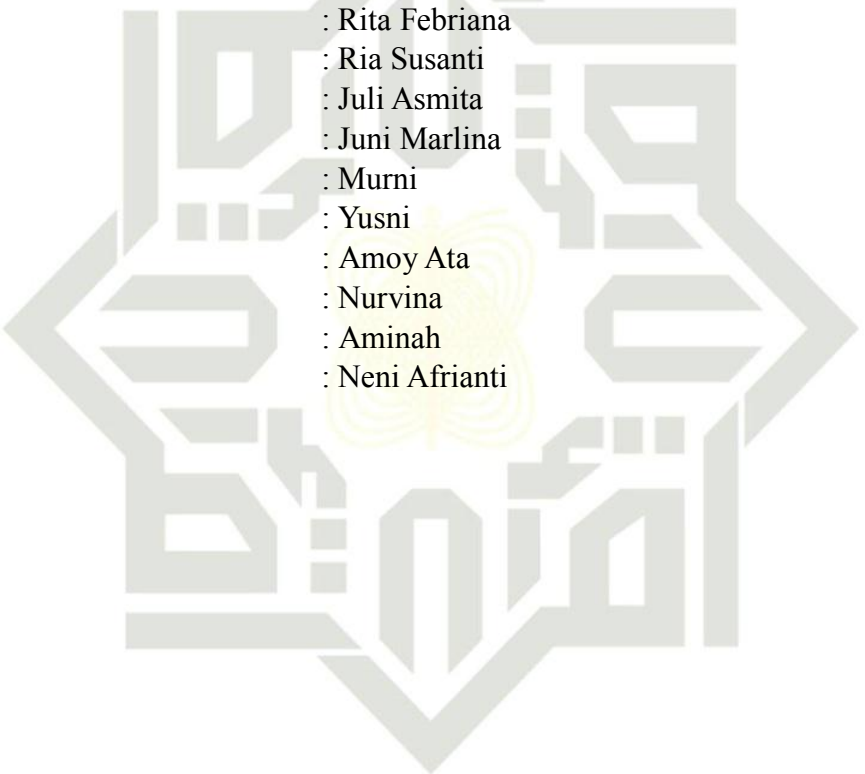 : Rita Febriana
: Ria Susanti
: Juli Asmita
: Juni Marlina
: Murni
: Yusni
: Amoy Ata
: Nurvina
: Aminah
: Neni Afrianti